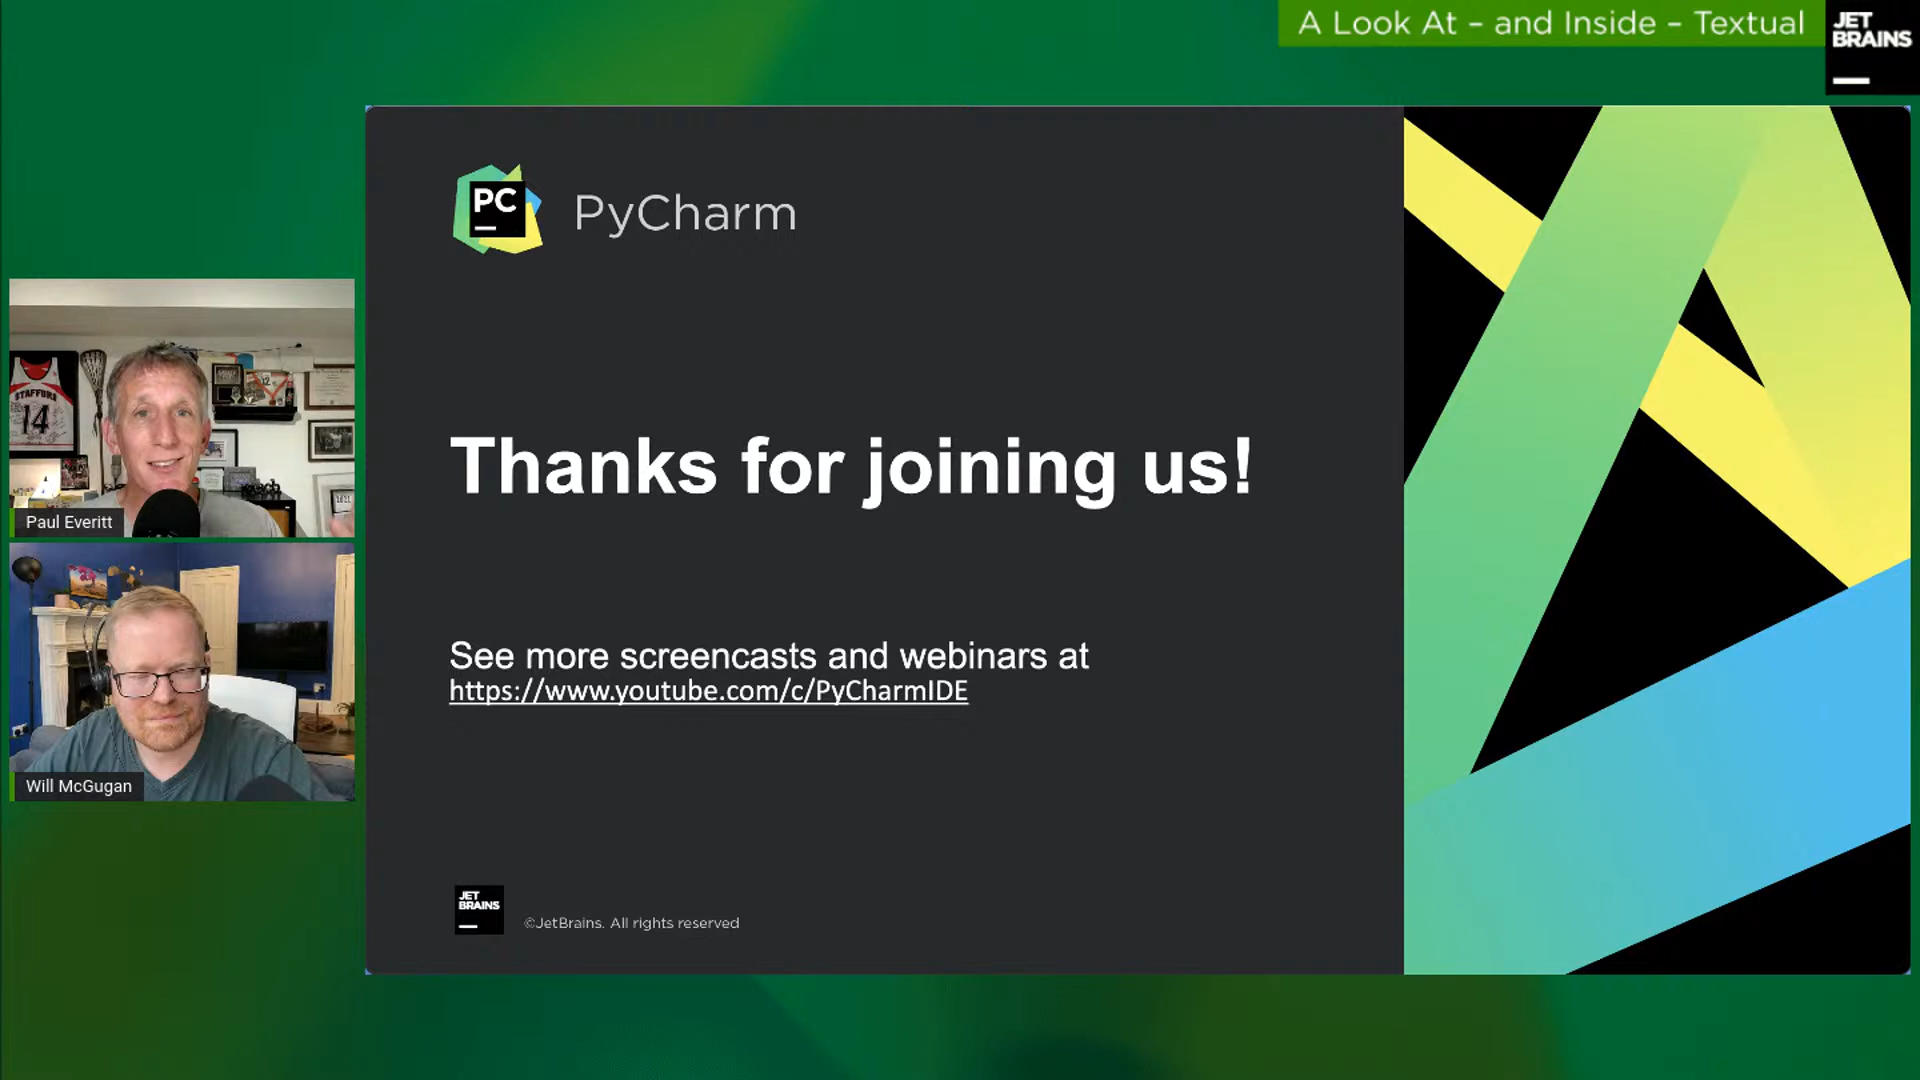 A Look At – and Inside – Textual
JET
BRAINS
PC
PyCharm
Thanks for joining us!
See more screencasts and webinars at
https://www.youtube.com/c/PyCharmIDE
STAFFORD
14
Paul Everitt
Will McGugan
JET
BRAINS
©JetBrains. All rights reserved